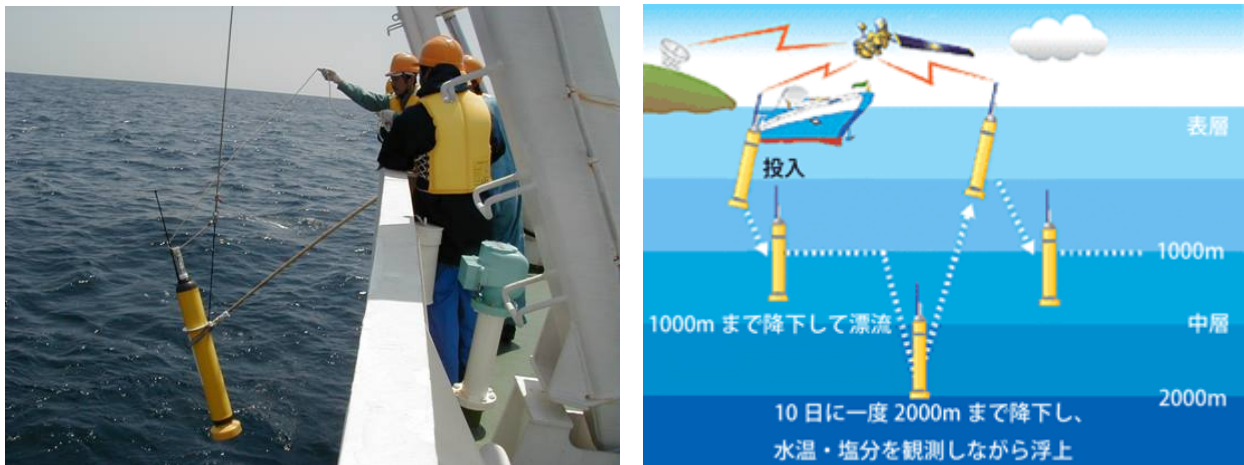 表層
投入
1000m
1000m まで降下して漂流
中層
2000m
10 日に一度 2000m まで降下し、
水温・塩分を観測しながら浮上